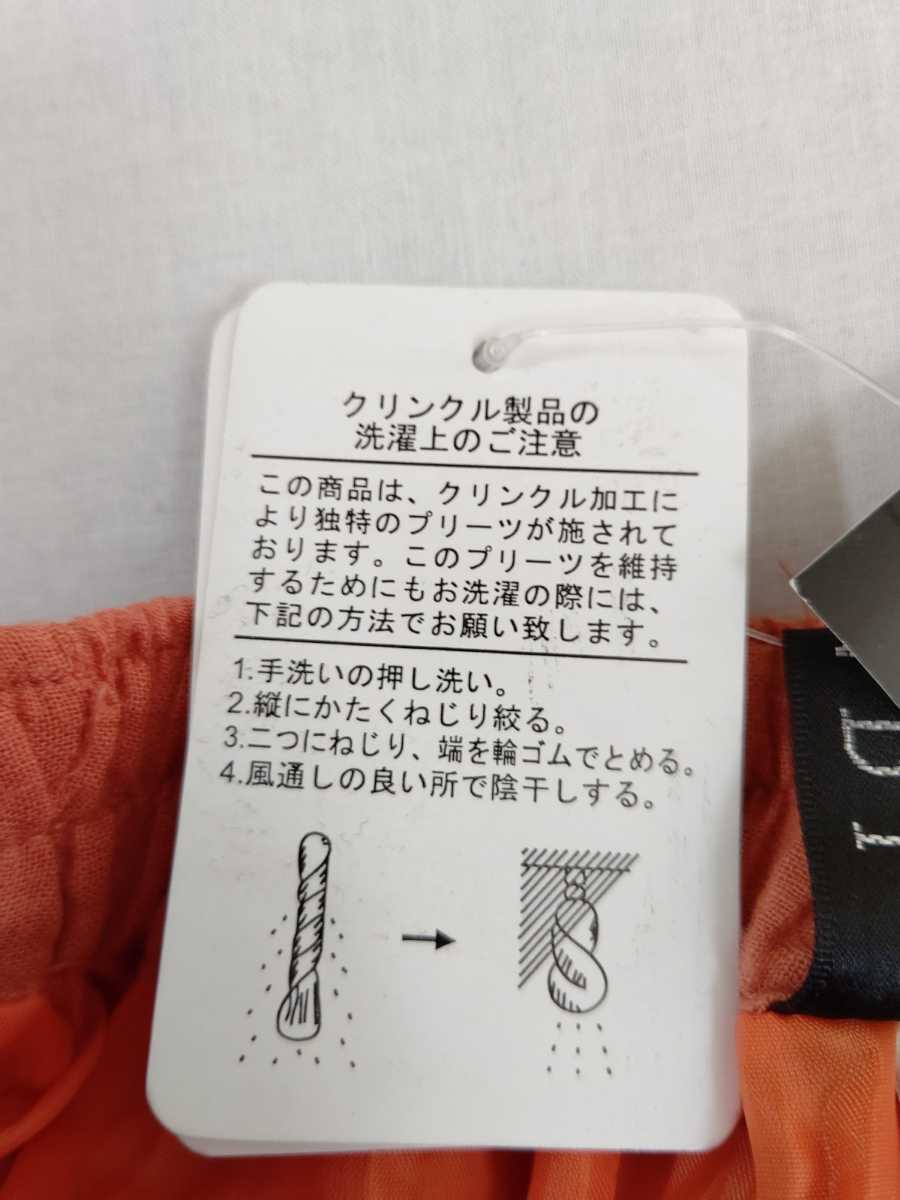 クリンクル製品の
洗濯上のご注意
この商品は、クリンクル加工に
より独特のプリーツが施されて
おります。このプリーツを維持
するためにもお洗濯の際には、
下記の方法でお願い致します。
1.手洗いの押し洗い。
2.縦にかたくねじり絞る。
3.二つにねじり、端を輪ゴムでとめる。
4.風通しの良い所で陰干しする。